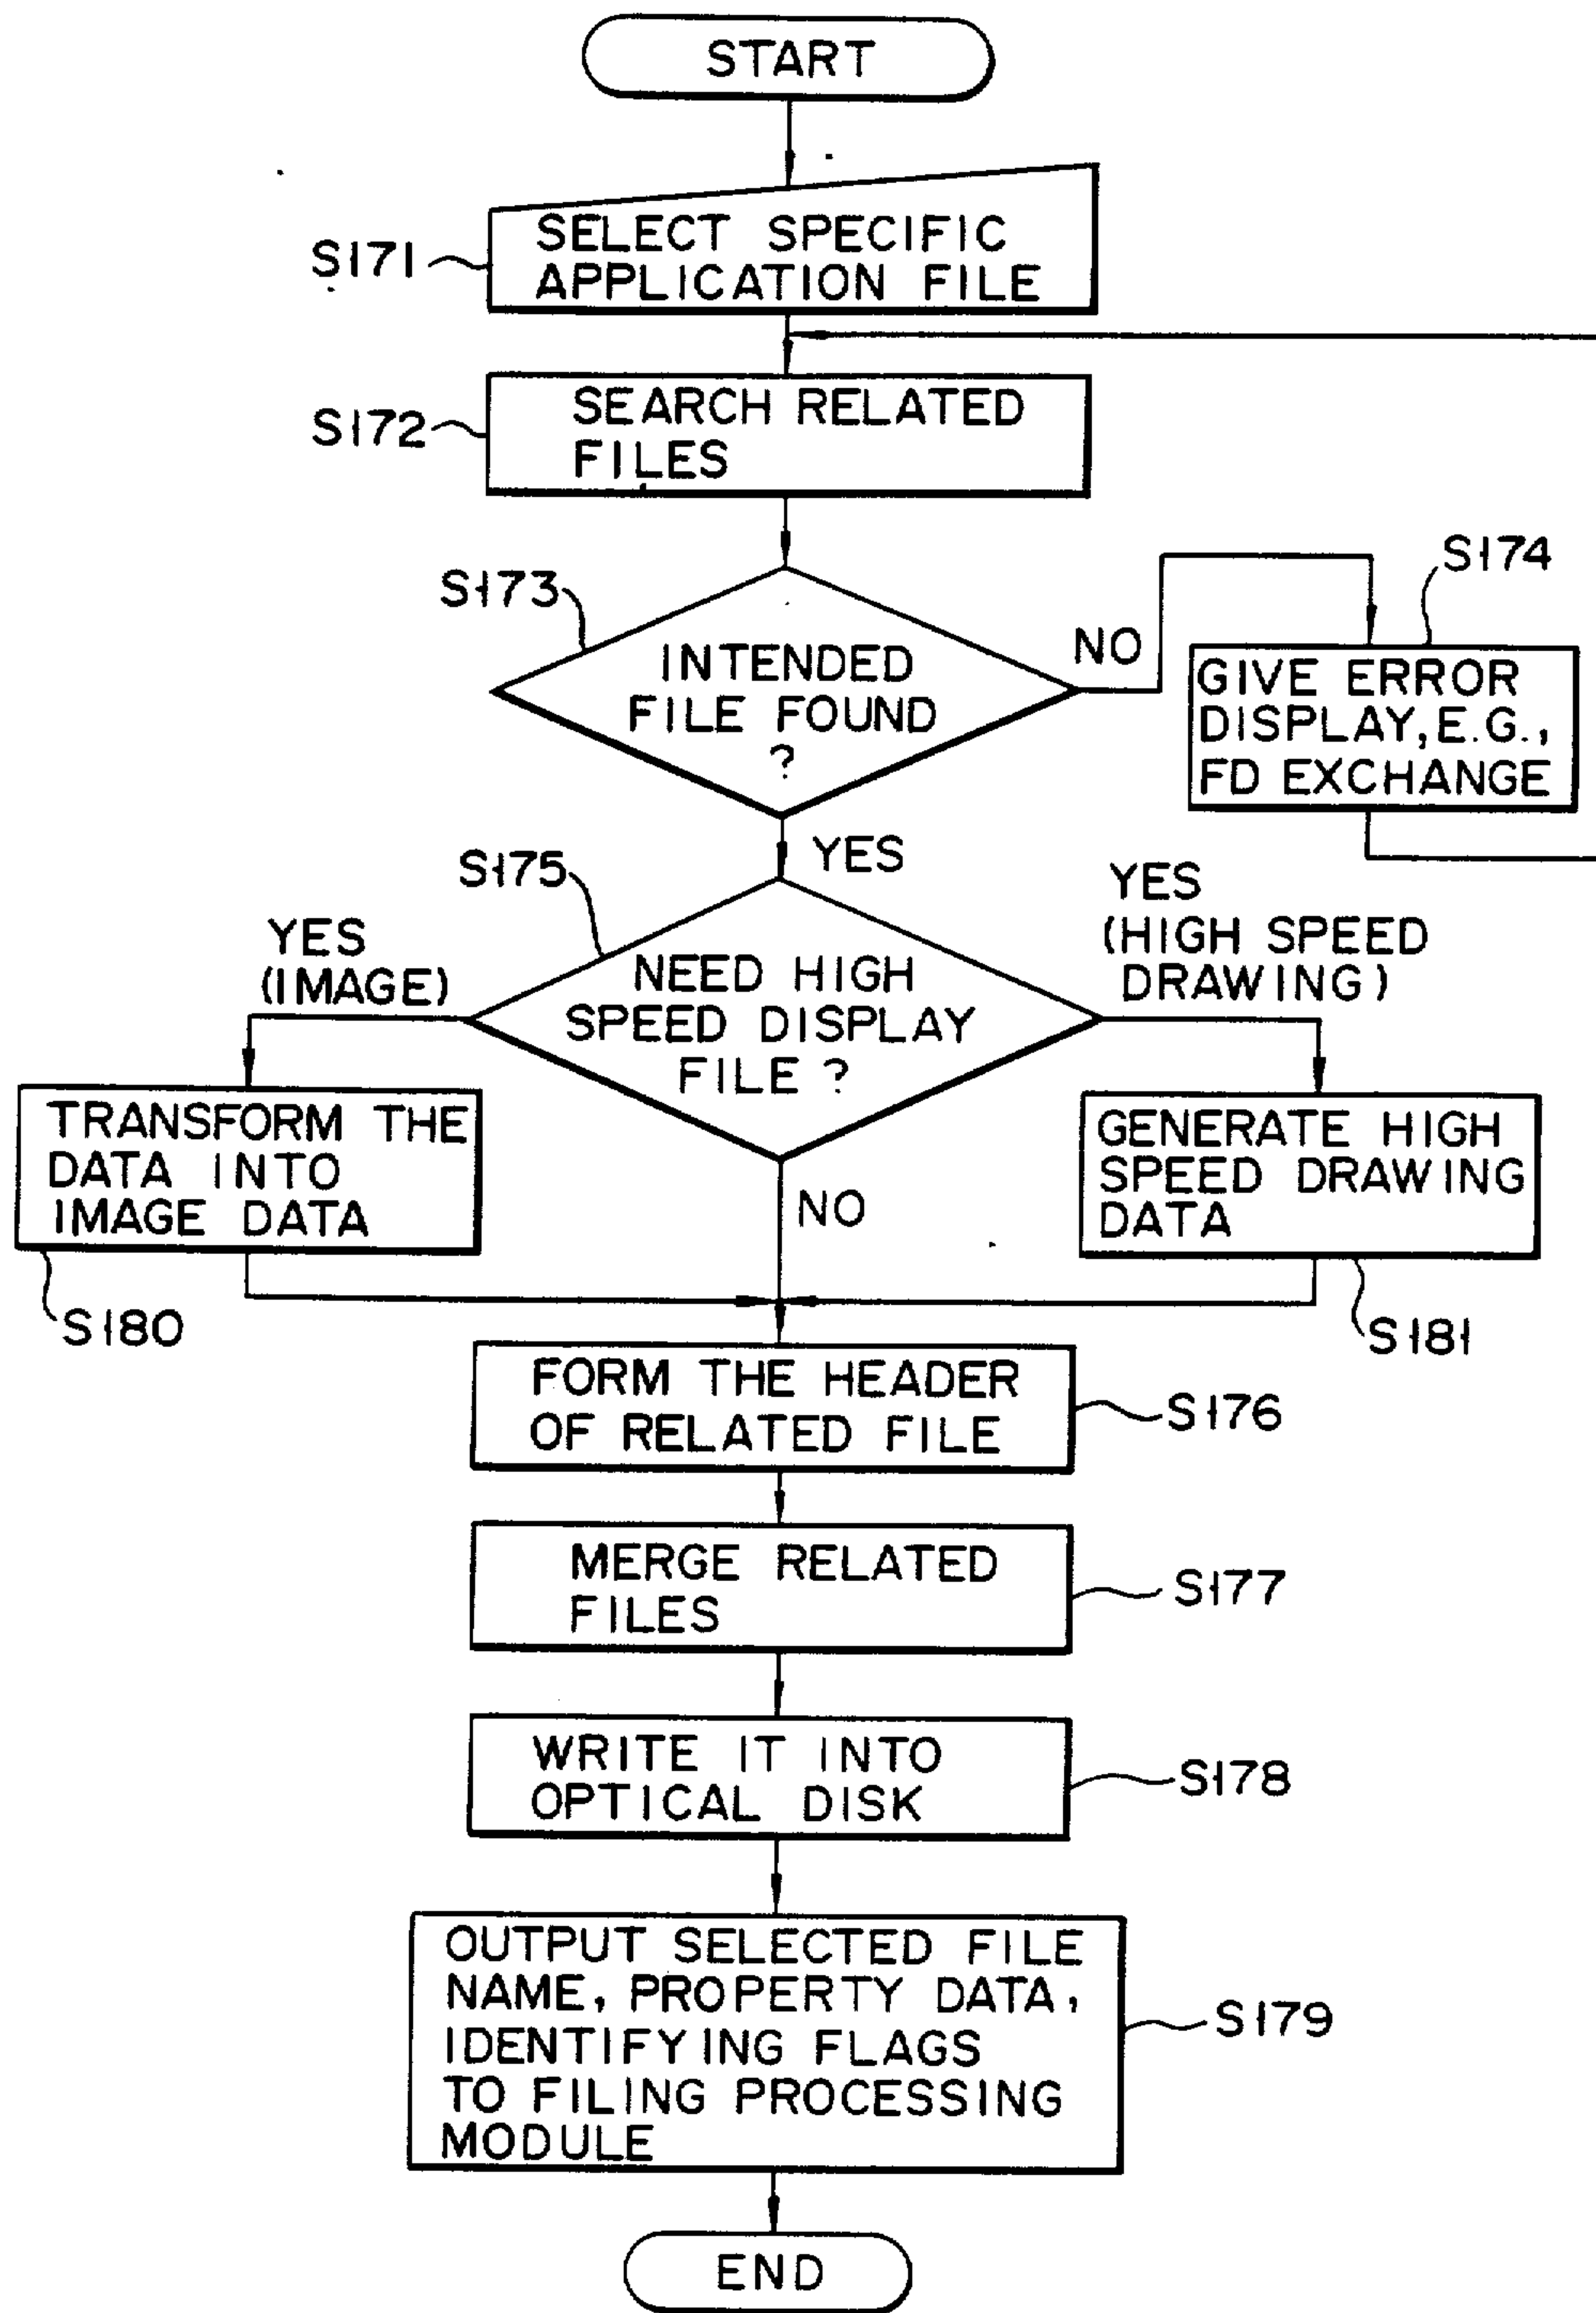 START
S171
SELECT SPECIFIC
APPLICATION FILE
S172
SEARCH RELATED
FILES
S173
INTENDED
FILE FOUND
?
NO
S174
GIVE ERROR
DISPLAY, E.G.,
FD EXCHANGE
YES
S175
NEED HIGH
SPEED DISPLAY
FILE ?
YES
(IMAGE)
YES
(HIGH SPEED
DRAWING)
TRANSFORM THE
DATA INTO
IMAGE DATA
S180
NO
GENERATE HIGH
SPEED DRAWING
DATA
S181
FORM THE HEADER
OF RELATED FILE
S176
MERGE RELATED
FILES
S177
WRITE IT INTO
OPTICAL DISK
S178
OUTPUT SELECTED FILE
NAME, PROPERTY DATA,
IDENTIFYING FLAGS
TO FILING PROCESSING
MODULE
S179
END